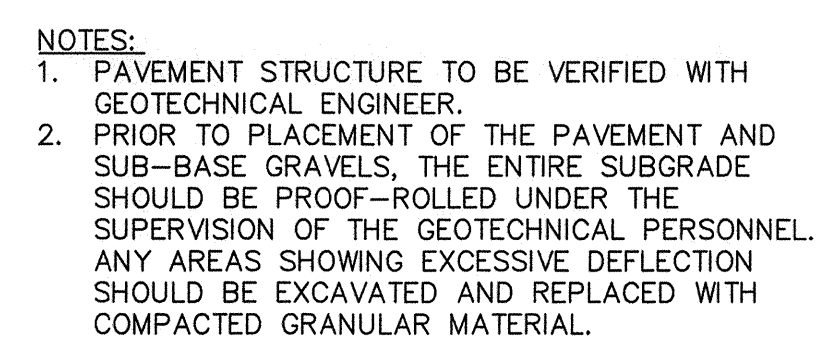 NOTES:
1. PAVEMENT STRUCTURE TO BE VERIFIED WITH
GEOTECHNICAL ENGINEER.
2. PRIOR TO PLACEMENT OF THE PAVEMENT AND
SUB-BASE GRAVELS, THE ENTIRE SUBGRADE
SHOULD BE PROOF-ROLLED UNDER THE
SUPERVISION OF THE GEOTECHNICAL PERSONNEL.
ANY AREAS SHOWING EXCESSIVE DEFLECTION
SHOULD BE EXCAVATED AND REPLACED WITH
COMPACTED GRANULAR MATERIAL.